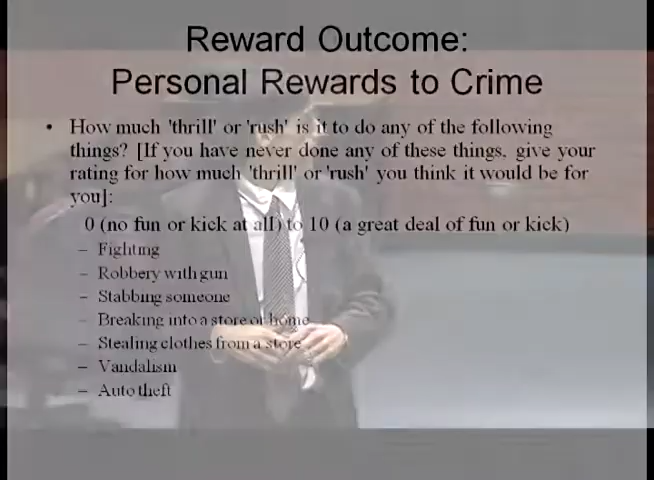 Reward Outcome:
Personal Rewards to Crime
• How much 'thrill' or 'rush' is it to do any of the following
things? [If you have never done any of these things, give your
rating for how much 'thrill' or 'rush' you think it would be for
you]:
0 (no fun or kick at all) to 10 (a great deal of fun or kick)
– Fighting
– Robbery with gun
– Stabbing someone
– Breaking into a store or home
– Stealing clothes from a store
– Vandalism
– Auto theft